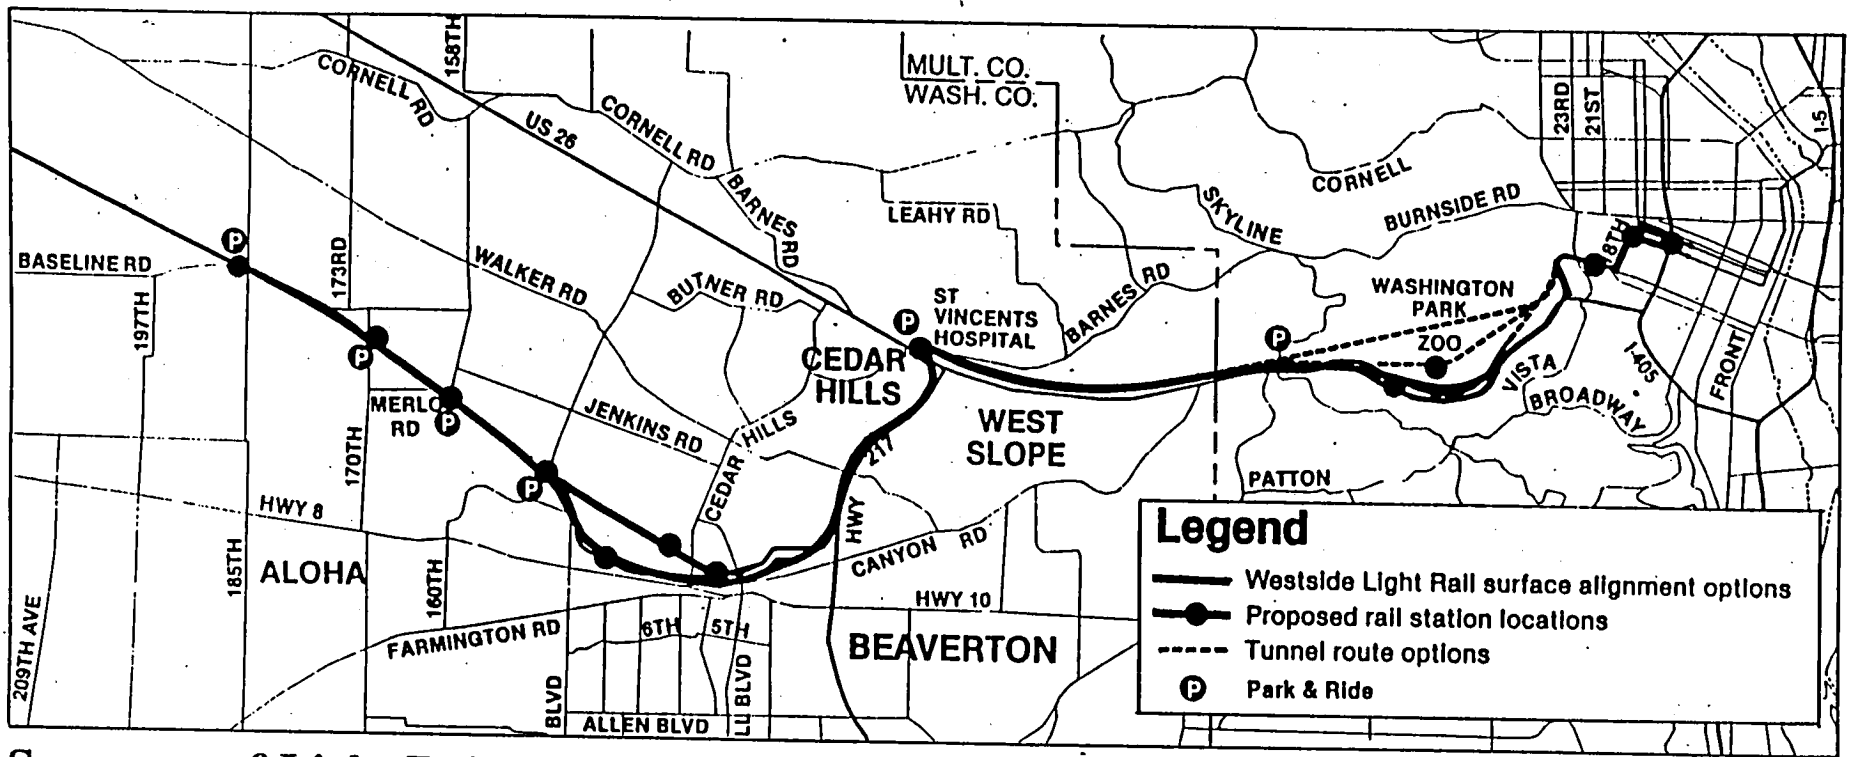 158TH
MULT. CO.
WASH. CO.
CORNELL RD
US 26
CORNELL RD
23RD
21ST
I-5
BARNES RD
LEAHY RD
CORNELL
SKYLINE
BURNSIDE RD
P
BASELINE RD
173RD
WALKER RD
BUTNER RD
ST
VINCENTS
HOSPITAL
BARNES RD
18TH
WASHINGTON
PARK
197TH
P
P
P
ZOO
CEDAR
HILLS
MERLO
RD
P
JENKINS RD
CEDAR HILLS
WEST
SLOPE
VISTA
I-405
FRONT
BROADWAY
170TH
P
HWY 217
PATTON
HWY 8
185TH
ALOHA
160TH
CANYON RD
HWY 10
209TH AVE
FARMINGTON RD
6TH
5TH
BEAVERTON
BLVD
ALLEN BLVD
LL BLVD
Legend
Westside Light Rail surface alignment options
Proposed rail station locations
Tunnel route options
P Park & Ride